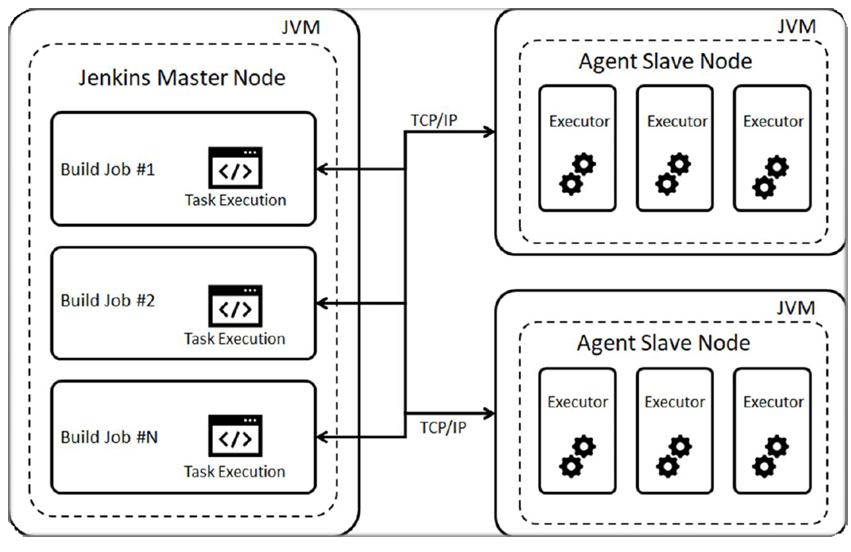 JVM
Jenkins Master Node
Build Job #1
</>
Task Execution
Build Job #2
</>
Task Execution
Build Job #N
</>
Task Execution
TCP/IP
TCP/IP
JVM
Agent Slave Node
Executor
Executor
Executor
JVM
Agent Slave Node
Executor
Executor
Executor